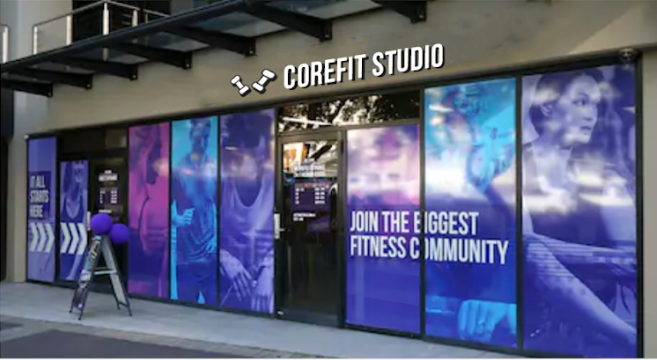 COREFIT STUDIO
IT ALL
STARTS
HERE
JOIN THE BIGGEST
FITNESS COMMUNITY